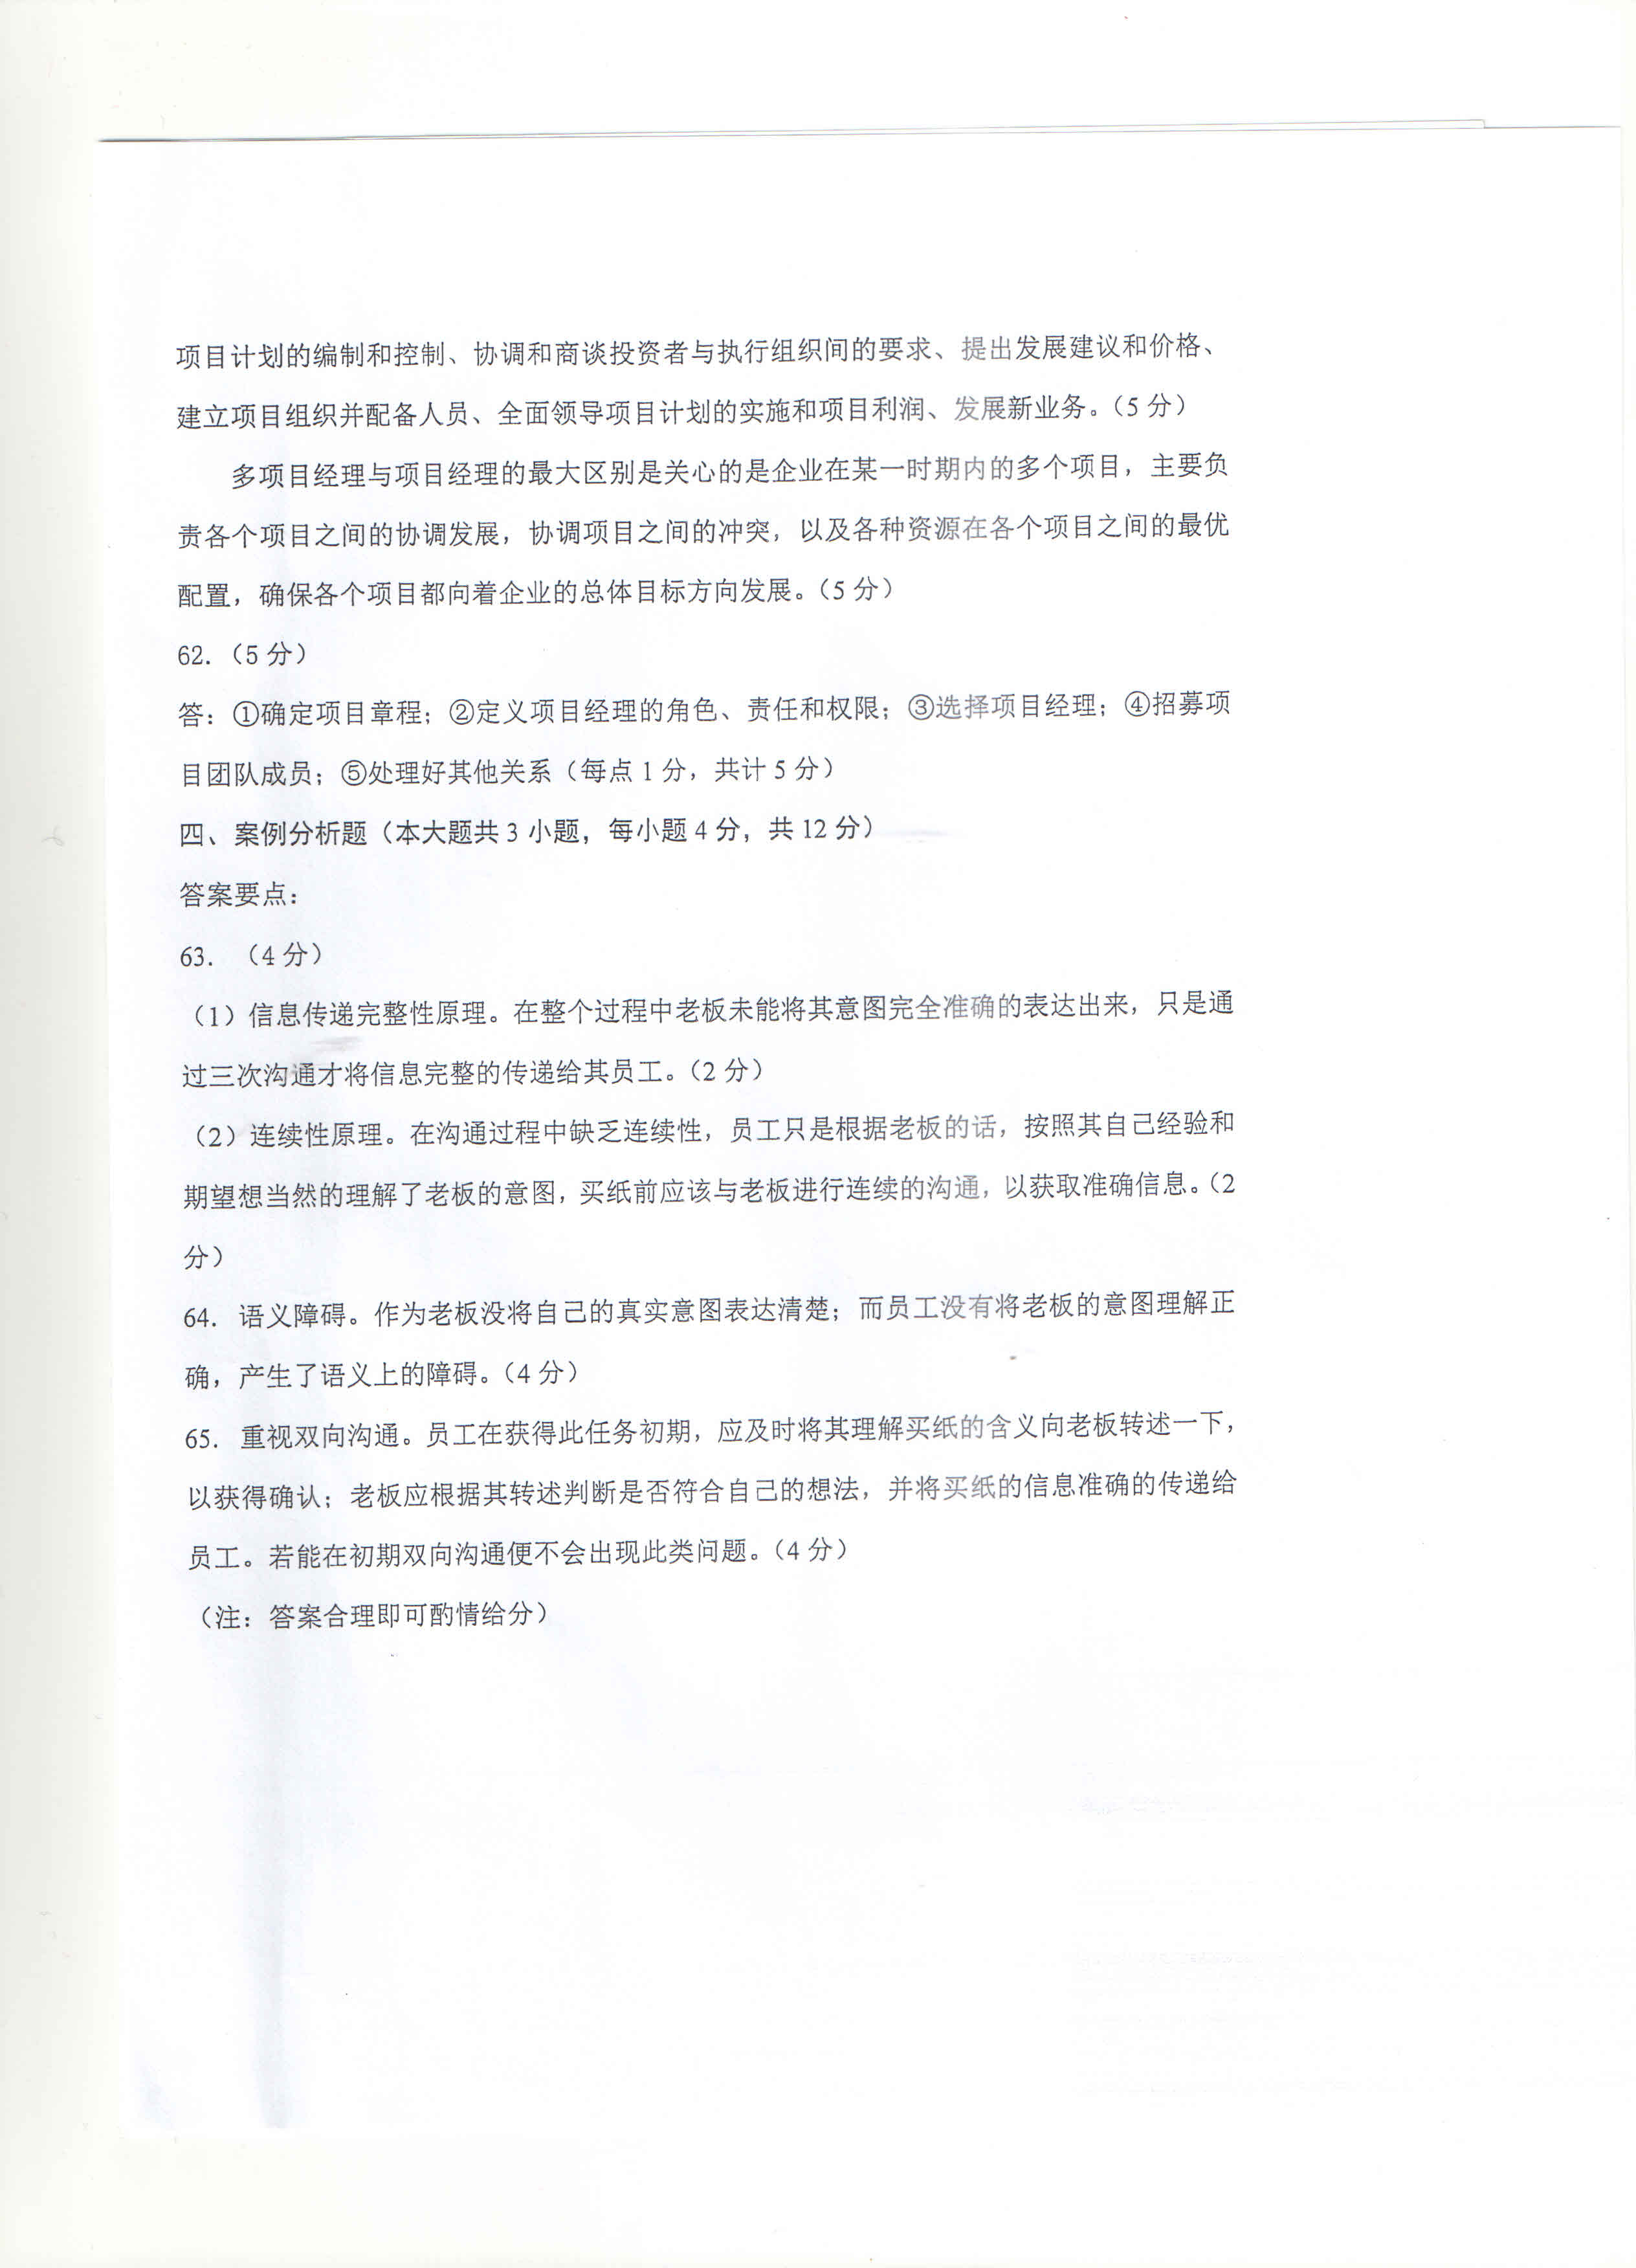 项目计划的编制和控制、协调和商谈投资者与执行组织间的要求、提出发展建议和价格、
建立项目组织并配备人员、全面领导项目计划的实施和项目利润、发展新业务。（5 分）
多项目经理与项目经理的最大区别是关心的是企业在某一时期内的多个项目，主要负
责各个项目之间的协调发展，协调项目之间的冲突，以及各种资源在各个项目之间的最优
配置，确保各个项目都向着企业的总体目标方向发展。（5 分）
62.（5 分）
答：①确定项目章程；②定义项目经理的角色、责任和权限；③选择项目经理；④招募项
目团队成员；⑤处理好其他关系（每点 1 分，共计 5 分）
四、案例分析题（本大题共 3 小题，每小题 4 分，共 12 分）
答案要点：
63. （4 分）
（1）信息传递完整性原理。在整个过程中老板未能将其意图完全准确的表达出来，只是通
过三次沟通才将信息完整的传递给其员工。（2 分）
（2）连续性原理。在沟通过程中缺乏连续性，员工只是根据老板的话，按照其自己经验和
期望想当然的理解了老板的意图，买纸前应该与老板进行连续的沟通，以获取准确信息。（2
分）
64. 语义障碍。作为老板没将自己的真实意图表达清楚；而员工没有将老板的意图理解正
确，产生了语义上的障碍。（4 分）
65. 重视双向沟通。员工在获得此任务初期，应及时将其理解买纸的含义向老板转述一下，
以获得确认；老板应根据其转述判断是否符合自己的想法，并将买纸的信息准确的传递给
员工。若能在初期双向沟通便不会出现此类问题。（4 分）
（注：答案合理即可酌情给分）